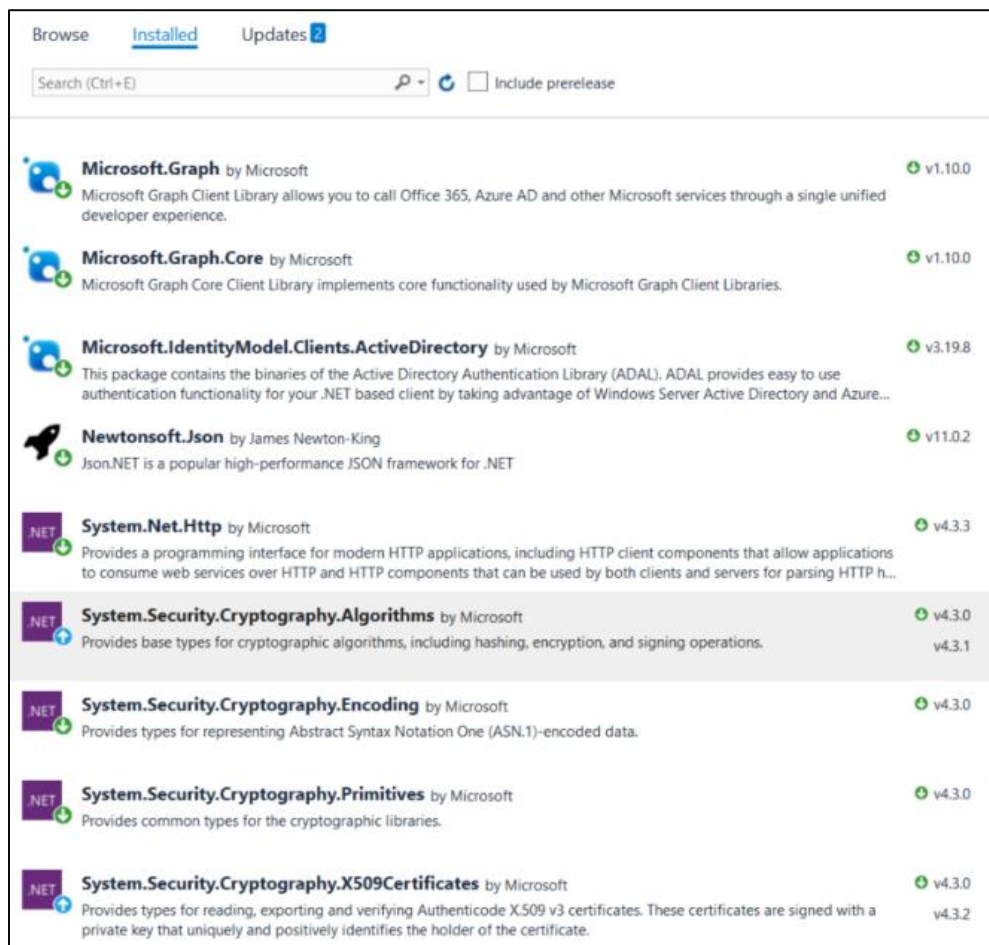 Browse Installed Updates 2
Search (Ctrl+E) Include prerelease
Microsoft.Graph by Microsoft v1.10.0
Microsoft Graph Client Library allows you to call Office 365, Azure AD and other Microsoft services through a single unified
developer experience.
Microsoft.Graph.Core by Microsoft v1.10.0
Microsoft Graph Core Client Library implements core functionality used by Microsoft Graph Client Libraries.
Microsoft.IdentityModel.Clients.ActiveDirectory by Microsoft v3.19.8
This package contains the binaries of the Active Directory Authentication Library (ADAL). ADAL provides easy to use
authentication functionality for your .NET based client by taking advantage of Windows Server Active Directory and Azure...
Newtonsoft.Json by James Newton-King v11.0.2
Json.NET is a popular high-performance JSON framework for .NET
.NET System.Net.Http by Microsoft v4.3.3
Provides a programming interface for modern HTTP applications, including HTTP client components that allow applications
to consume web services over HTTP and HTTP components that can be used by both clients and servers for parsing HTTP h...
.NET System.Security.Cryptography.Algorithms by Microsoft v4.3.0
Provides base types for cryptographic algorithms, including hashing, encryption, and signing operations. v4.3.1
.NET System.Security.Cryptography.Encoding by Microsoft v4.3.0
Provides types for representing Abstract Syntax Notation One (ASN.1)-encoded data.
.NET System.Security.Cryptography.Primitives by Microsoft v4.3.0
Provides common types for the cryptographic libraries.
.NET System.Security.Cryptography.X509Certificates by Microsoft v4.3.0
Provides types for reading, exporting and verifying Authenticode X.509 v3 certificates. These certificates are signed with a v4.3.2
private key that uniquely and positively identifies the holder of the certificate.